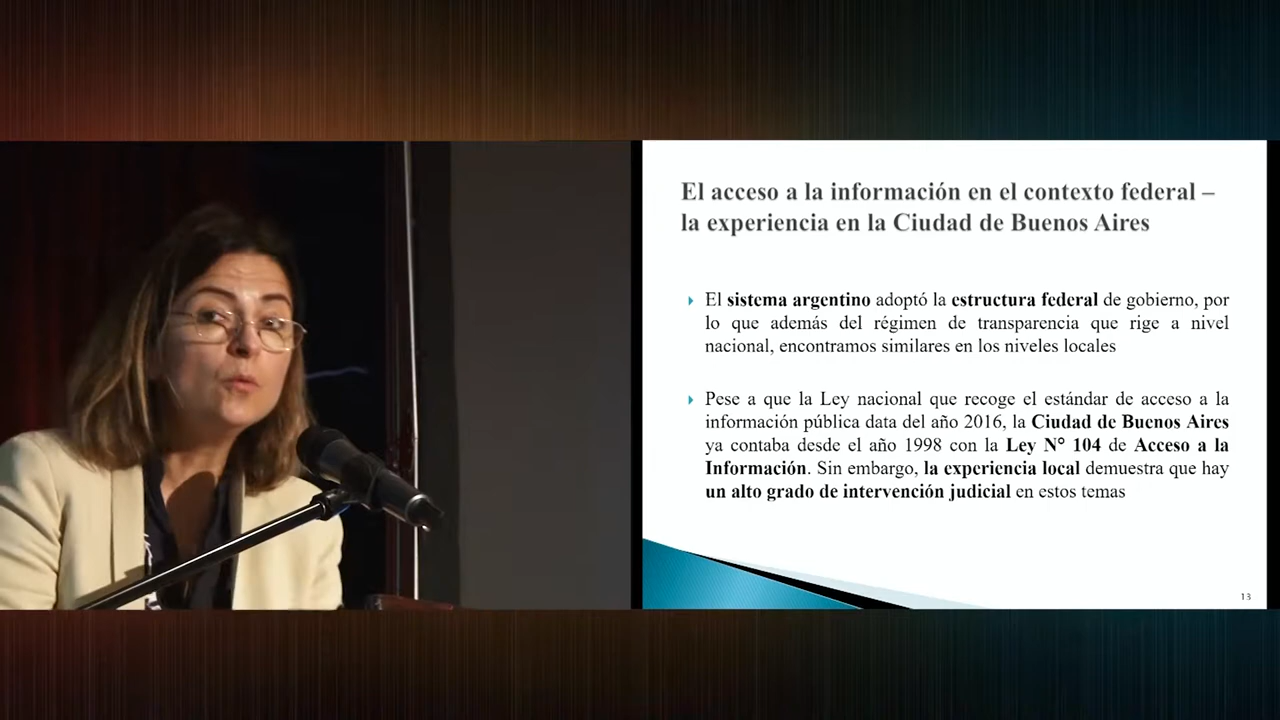 El acceso a la información en el contexto federal –
la experiencia en la Ciudad de Buenos Aires
El sistema argentino adoptó la estructura federal de gobierno, por
lo que además del régimen de transparencia que rige a nivel
nacional, encontramos similares en los niveles locales
Pese a que la Ley nacional que recoge el estándar de acceso a la
información pública data del año 2016, la Ciudad de Buenos Aires
ya contaba desde el año 1998 con la Ley N° 104 de Acceso a la
Información. Sin embargo, la experiencia local demuestra que hay
un alto grado de intervención judicial en estos temas
13